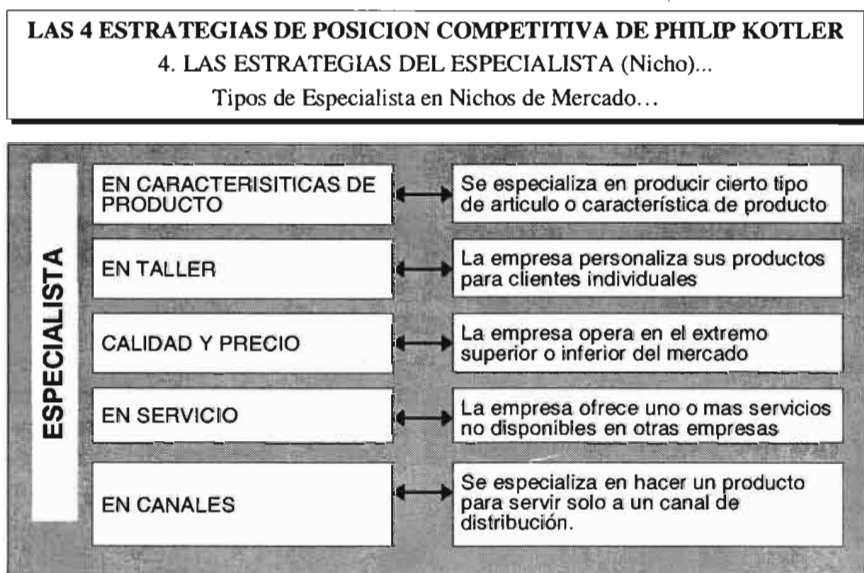 LAS 4 ESTRATEGIAS DE POSICION COMPETITIVA DE PHILIP KOTLER
4. LAS ESTRATEGIAS DEL ESPECIALISTA (Nicho)...
Tipos de Especialista en Nichos de Mercado...
ESPECIALISTA
EN CARACTERISITICAS DE
PRODUCTO
Se especializa en producir cierto tipo
de articulo o característica de producto
EN TALLER
La empresa personaliza sus productos
para clientes individuales
CALIDAD Y PRECIO
La empresa opera en el extremo
superior o inferior del mercado
EN SERVICIO
La empresa ofrece uno o mas servicios
no disponibles en otras empresas
EN CANALES
Se especializa en hacer un producto
para servir solo a un canal de
distribución.